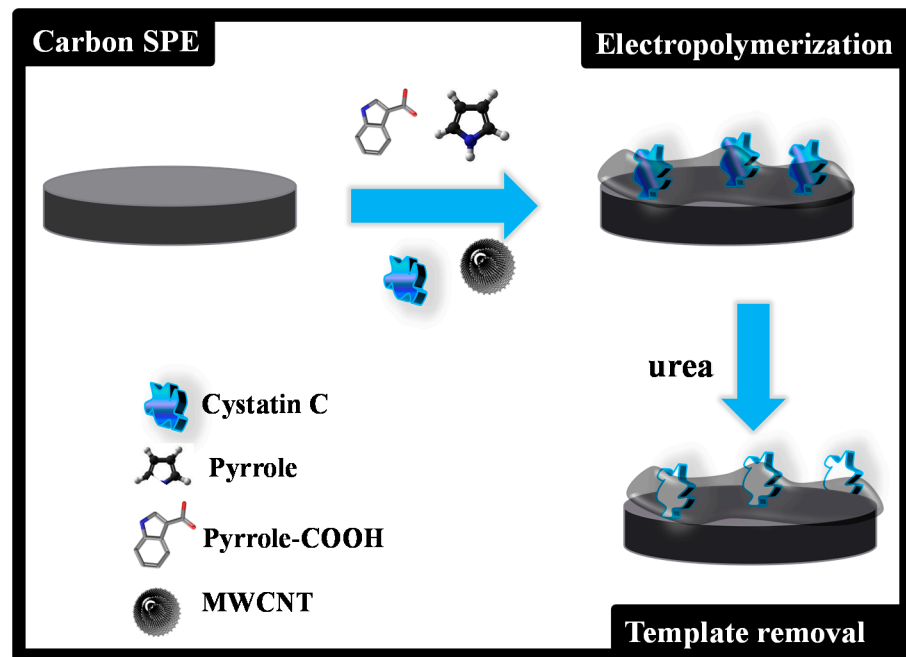 Carbon SPE
Electropolymerization
urea
Cystatin C
Pyrrole
Pyrrole-COOH
MWCNT
Template removal